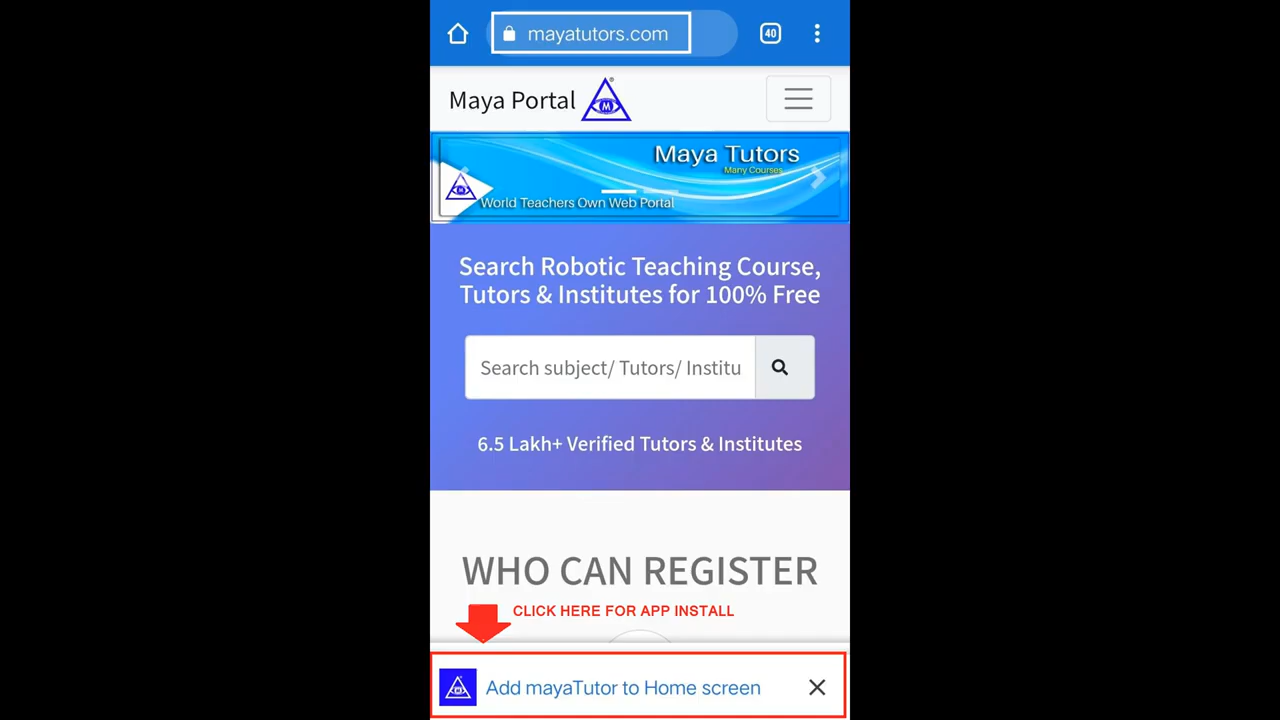 mayatutors.com
40
Maya Portal
M
Maya Tutors
Many Courses
World Teachers Own Web Portal
Search Robotic Teaching Course,
Tutors & Institutes for 100% Free
Search subject/ Tutors/ Institu
6.5 Lakh+ Verified Tutors & Institutes
WHO CAN REGISTER
CLICK HERE FOR APP INSTALL
Add mayaTutor to Home screen